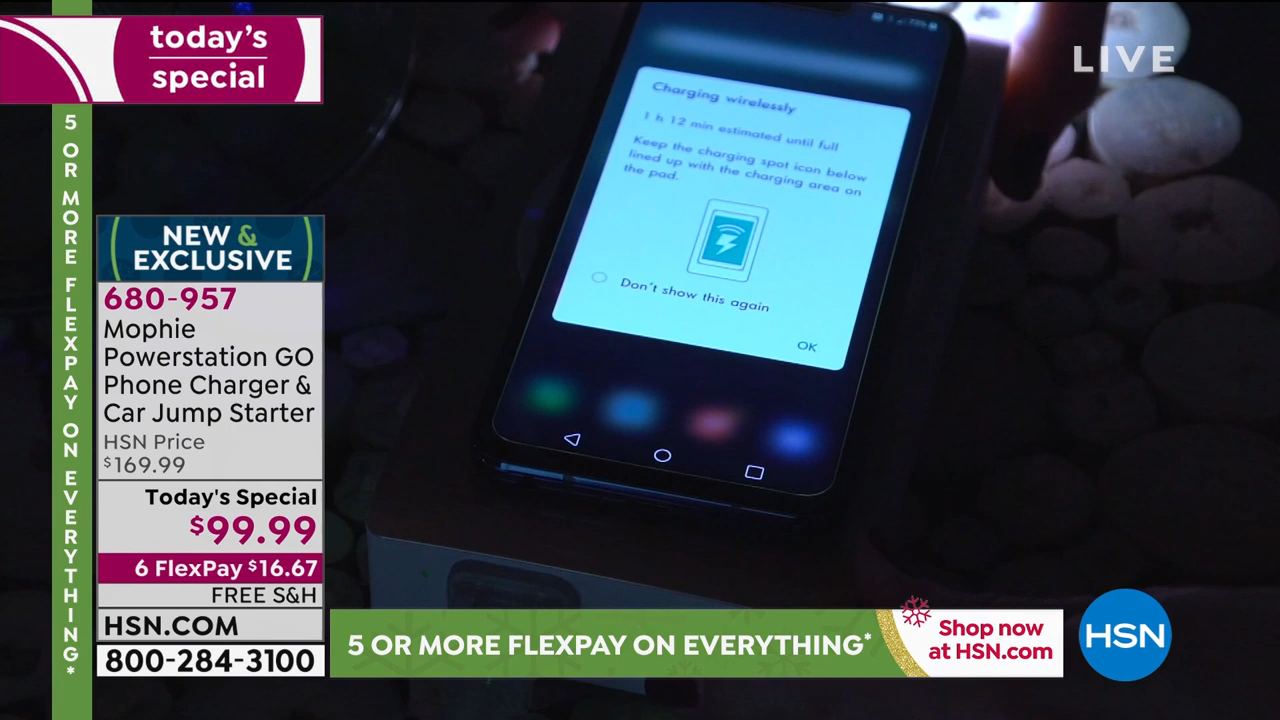 today's
special
LIVE
5 OR MORE FLEXPAY ON EVERYTHING*
NEW &
EXCLUSIVE
680-957
Mophie
Powerstation GO
Phone Charger &
Car Jump Starter
HSN Price
$169.99
Today's Special
$99.99
6 FlexPay $16.67
FREE S&H
HSN.COM
800-284-3100
Charging wirelessly
1 h 12 min estimated until full
Keep the charging spot icon below
lined up with the charging area on
the pad.
Don't show this again
OK
5 OR MORE FLEXPAY ON EVERYTHING*
Shop now
at HSN.com
HSN